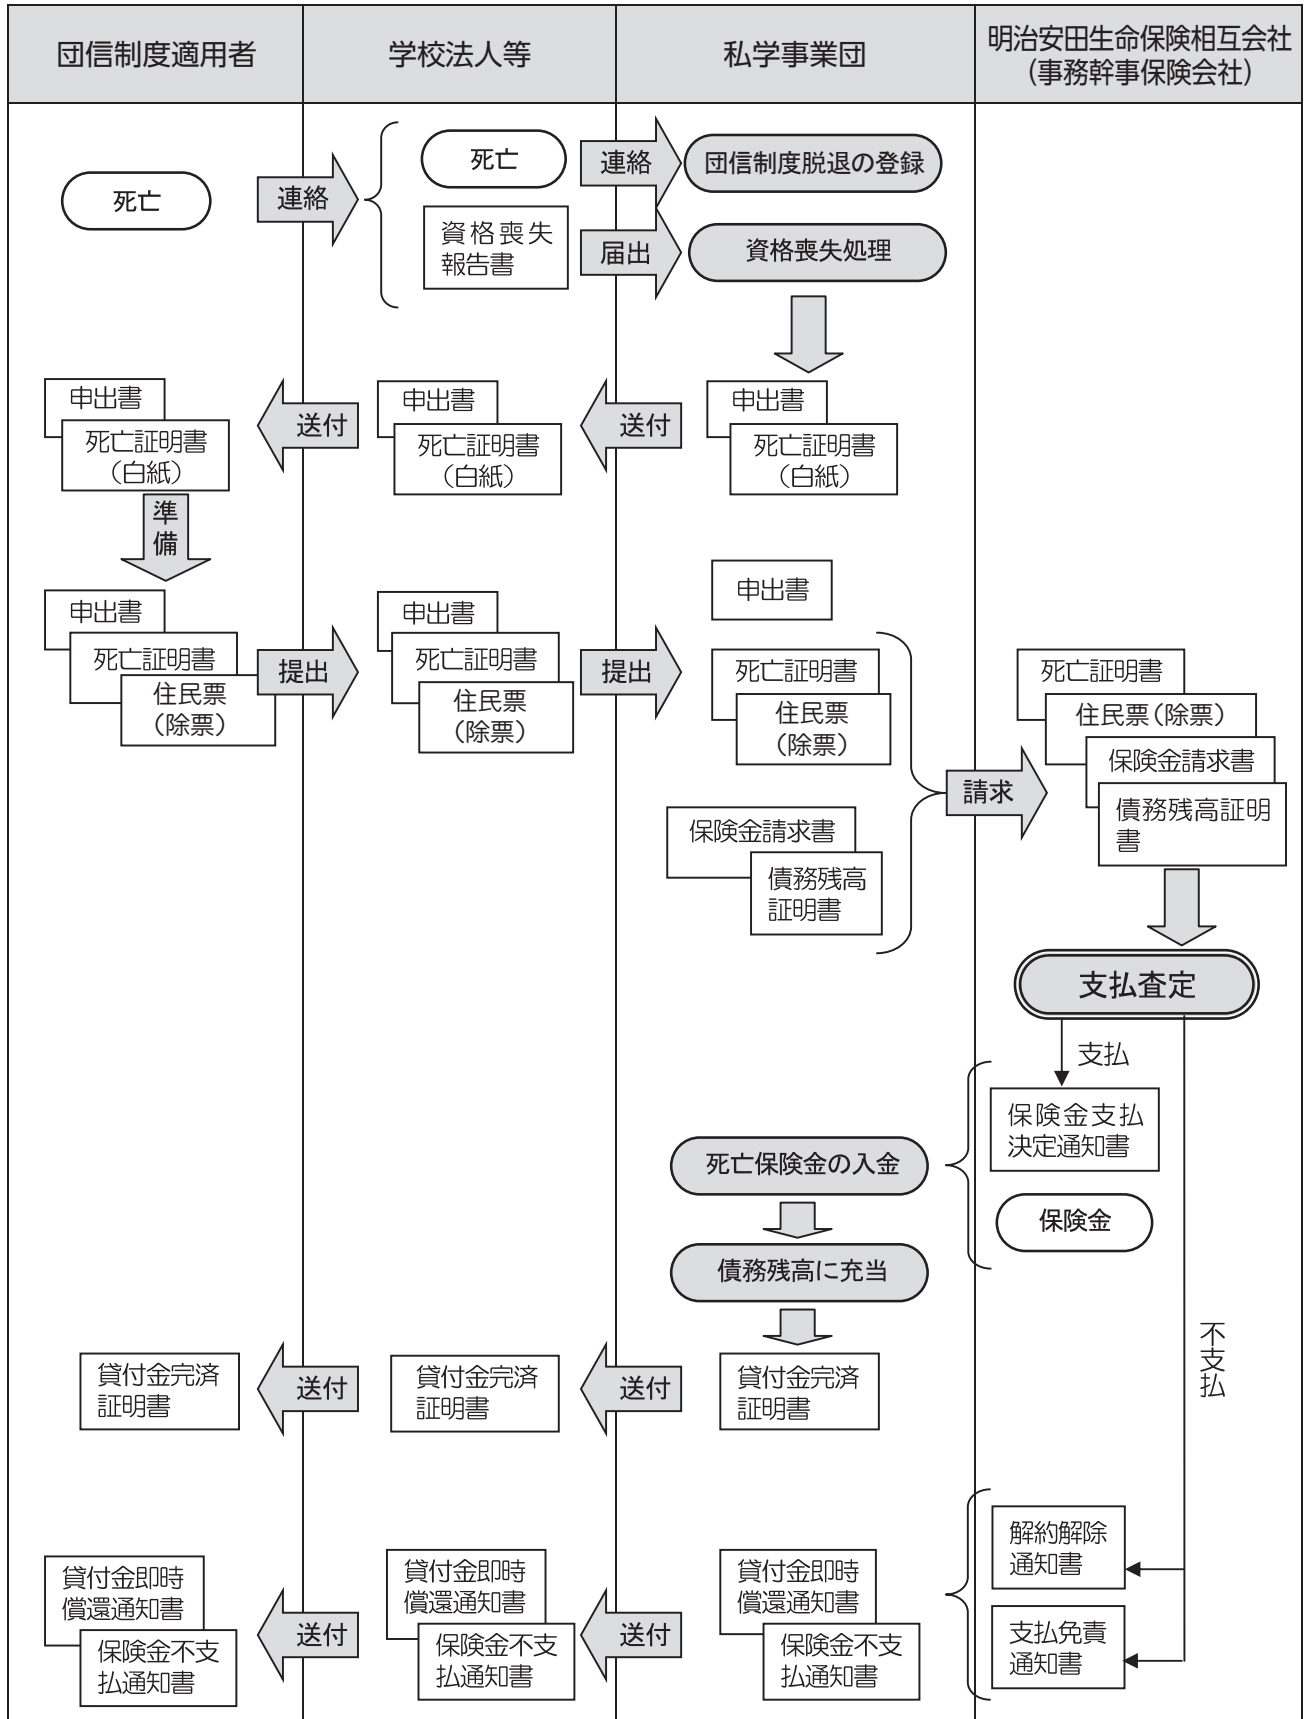 団信制度適用者
学校法人等
私学事業団
明治安田生命保険相互会社
(事務幹事保険会社)
死亡
連絡
死亡
資格喪失
報告書
連絡
届出
団信制度脱退の登録
資格喪失処理
申出書
死亡証明書
(白紙)
送付
申出書
死亡証明書
(白紙)
送付
申出書
死亡証明書
(白紙)
準
備
申出書
死亡証明書
住民票
(除票)
提出
申出書
死亡証明書
住民票
(除票)
提出
申出書
死亡証明書
住民票
(除票)
保険金請求書
債務残高
証明書
請求
死亡証明書
住民票(除票)
保険金請求書
債務残高証明
書
支払査定
支払
保険金支払
決定通知書
保険金
死亡保険金の入金
債務残高に充当
不
支
払
貸付金完済
証明書
送付
貸付金完済
証明書
送付
貸付金完済
証明書
解約解除
通知書
支払免責
通知書
貸付金即時
償還通知書
保険金不支
払通知書
送付
貸付金即時
償還通知書
保険金不支
払通知書
送付
貸付金即時
償還通知書
保険金不支
払通知書